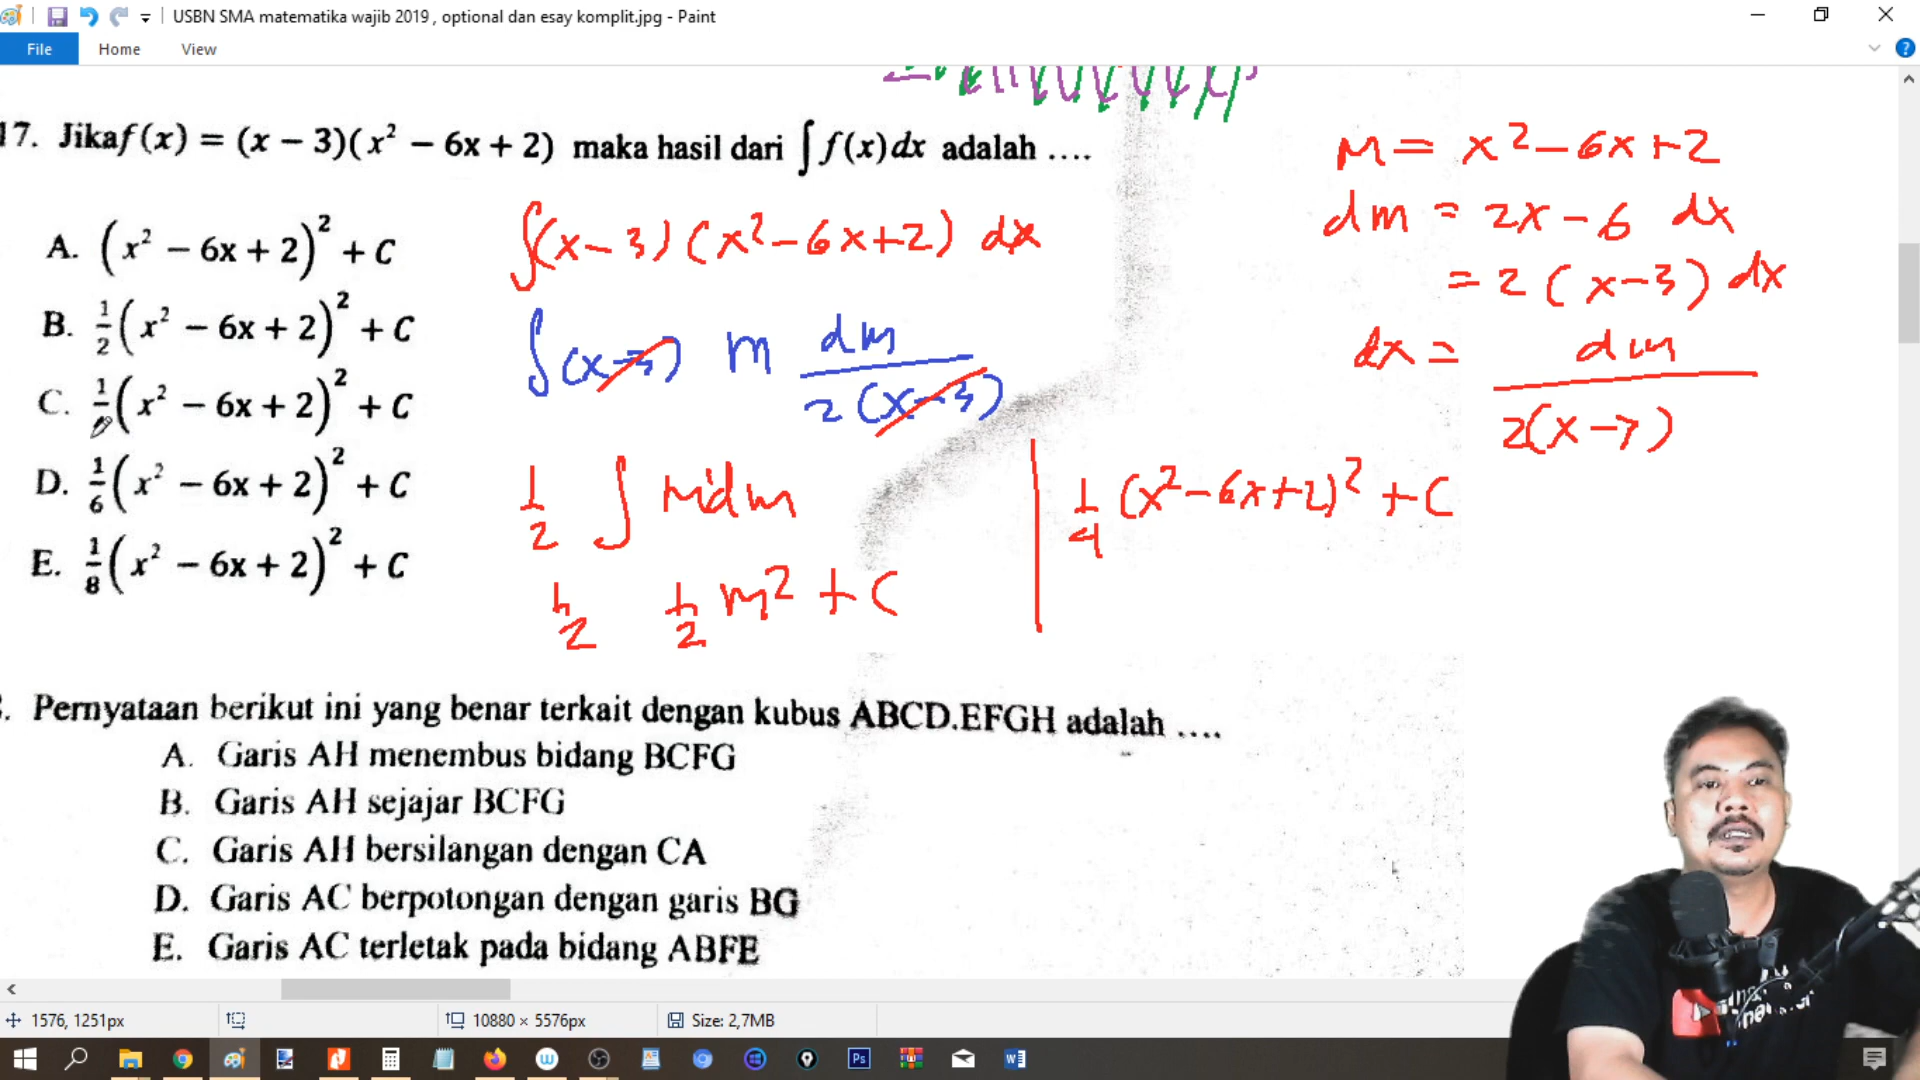 USBN SMA matematika wajib 2019 , optional dan esay komplit.jpg - Paint
File Home View
17. Jika f(x) = (x − 3)(x² − 6x + 2) maka hasil dari ∫ f(x)dx adalah ....
A. (x² − 6x + 2)² + C
B. 1/2 (x² − 6x + 2)² + C
C. (x² − 6x + 2)² + C
D. 1/6 (x² − 6x + 2)² + C
E. 1/8 (x² − 6x + 2)² + C
∫(x−3)(x²−6x+2) dx
∫(x−3) m dm/2(x−3)
1/2 ∫ m dm
1/2 1/2 m² + C
1/4 (x²−6x+2)² + C
M = x²−6x+2
dm = 2x−6 dx
= 2(x−3) dx
dx = dm/2(x−3)
. Pernyataan berikut ini yang benar terkait dengan kubus ABCD.EFGH adalah ....
A. Garis AH menembus bidang BCFG
B. Garis AH sejajar BCFG
C. Garis AH bersilangan dengan CA
D. Garis AC berpotongan dengan garis BG
E. Garis AC terletak pada bidang ABFE
1576, 1251px 10880 × 5576px Size: 2,7MB
Ps